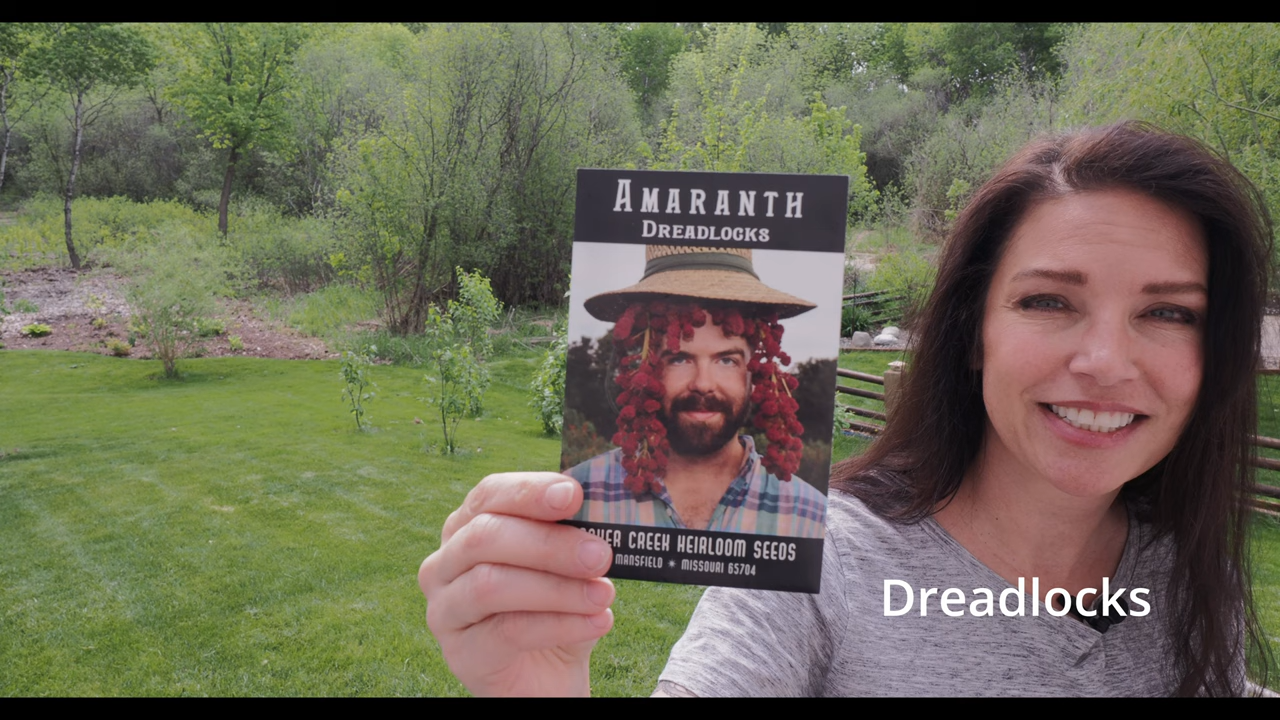 AMARANTH
DREADLOCKS
CREEK HEIRLOOM SEEDS
MANSFIELD * MISSOURI 65704
Dreadlocks